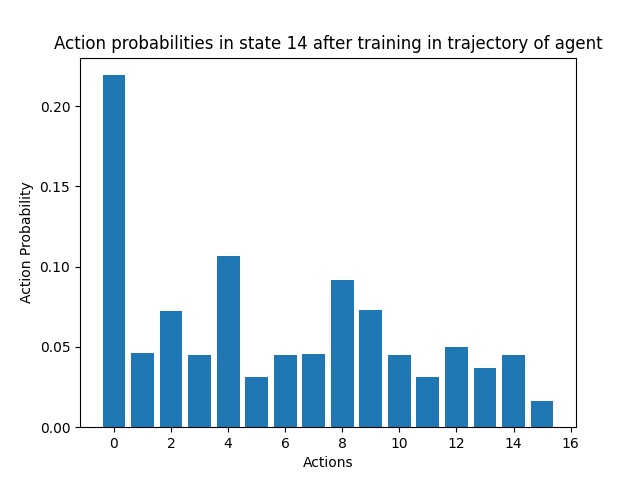 Action probabilities in state 14 after training in trajectory of agent
0.20
0.15
0.10
0.05
0.00
Action Probability
0 2 4 6 8 10 12 14 16
Actions